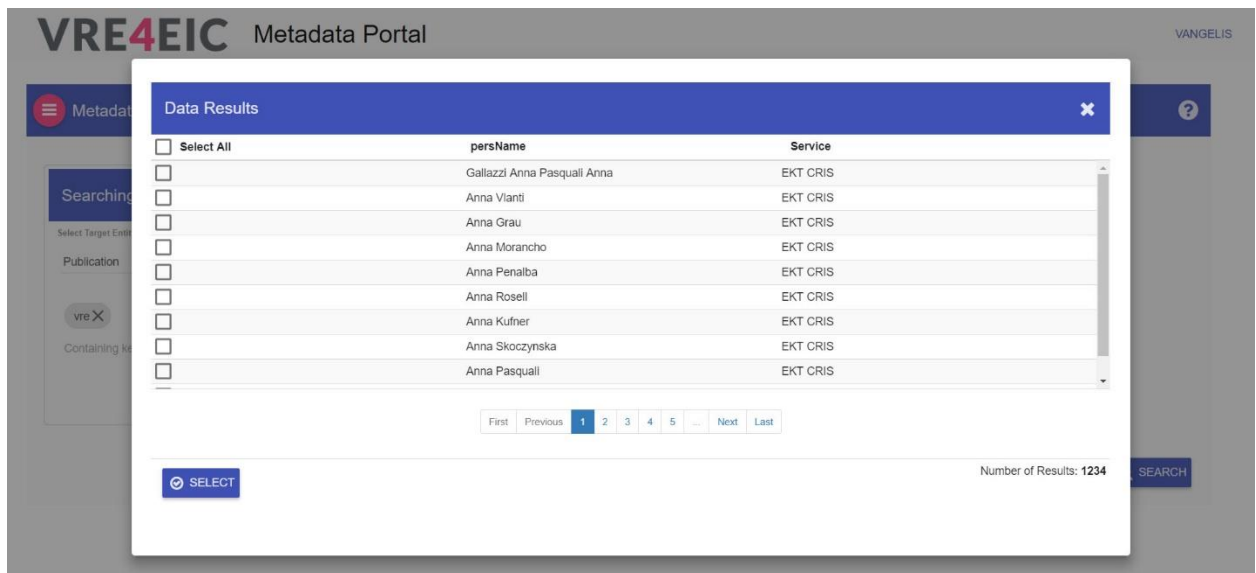 VRE4EIC Metadata Portal VANGELIS
Metadat
Data Results
Select All persName Service
Gallazzi Anna Pasquali Anna EKT CRIS
Anna Vlanti EKT CRIS
Anna Grau EKT CRIS
Anna Morancho EKT CRIS
Anna Penalba EKT CRIS
Anna Rosell EKT CRIS
Anna Kufner EKT CRIS
Anna Skoczynska EKT CRIS
Anna Pasquali EKT CRIS
Searching
Select Target Entit
Publication
vre
Containing ke
First Previous 1 2 3 4 5 ... Next Last
SELECT
Number of Results: 1234
SEARCH